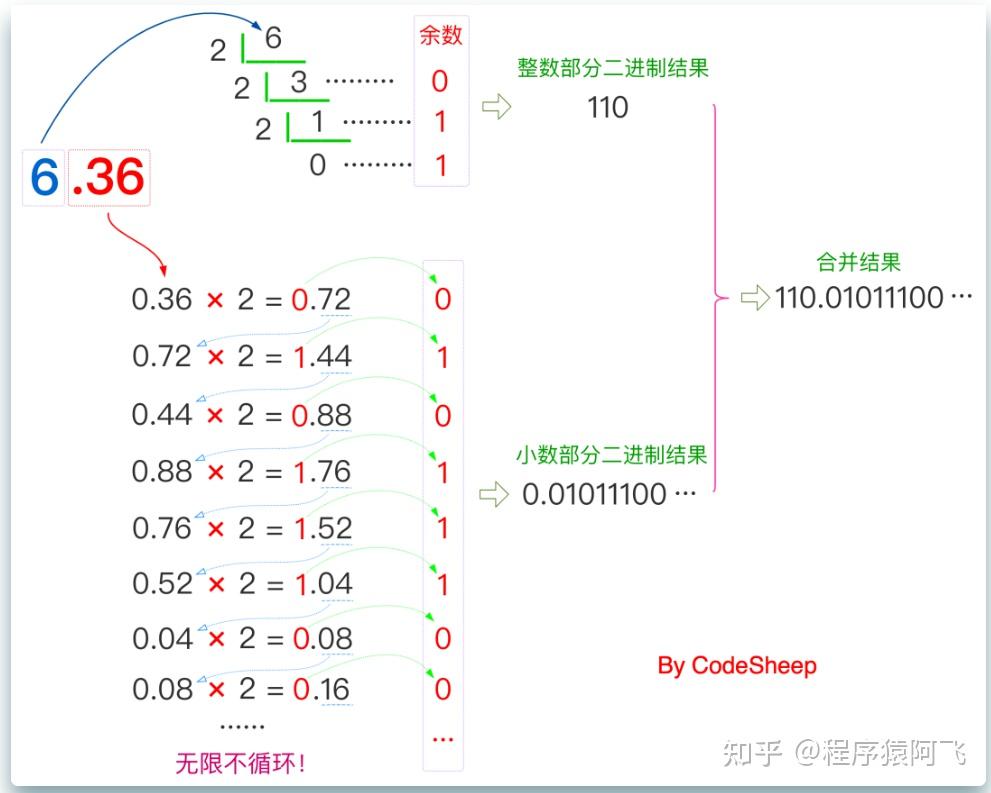 余数
2 6
2 3 ········· 0
2 1 ········· 1
0 ········· 1
整数部分二进制结果
110
6.36
0.36 × 2 = 0.72 0
0.72 × 2 = 1.44 1
0.44 × 2 = 0.88 0
0.88 × 2 = 1.76 1
0.76 × 2 = 1.52 1
0.52 × 2 = 1.04 1
0.04 × 2 = 0.08 0
0.08 × 2 = 0.16 0
······ ···
无限不循环!
小数部分二进制结果
0.01011100 ···
合并结果
110.01011100 ···
By CodeSheep
知乎 @程序猿阿飞